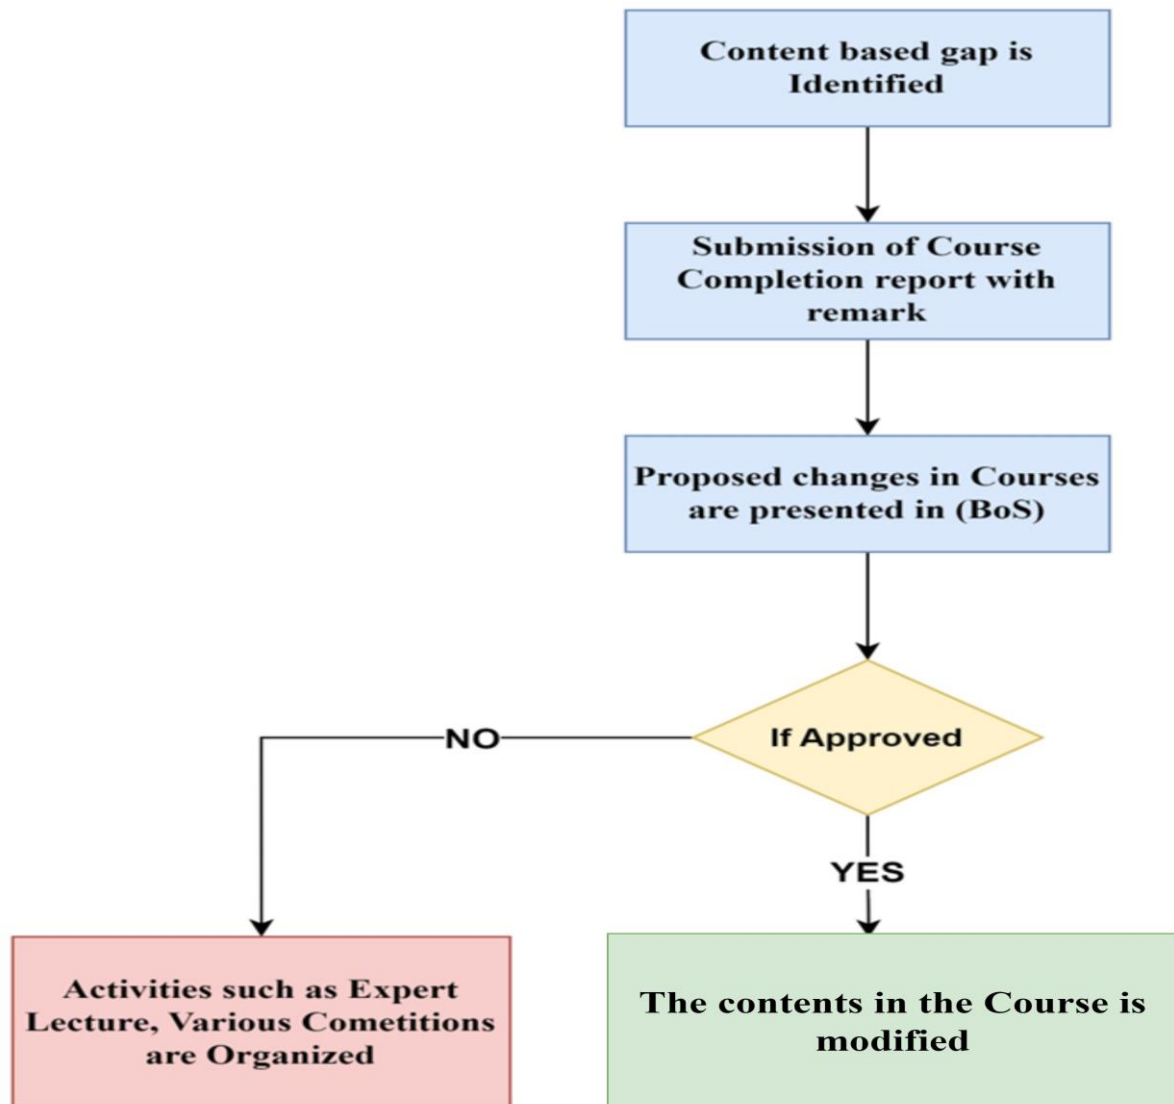 Content based gap is
Identified
Submission of Course
Completion report with
remark
Proposed changes in Courses
are presented in (BoS)
If Approved
NO
YES
Activities such as Expert
Lecture, Various Cometitions
are Organized
The contents in the Course is
modified